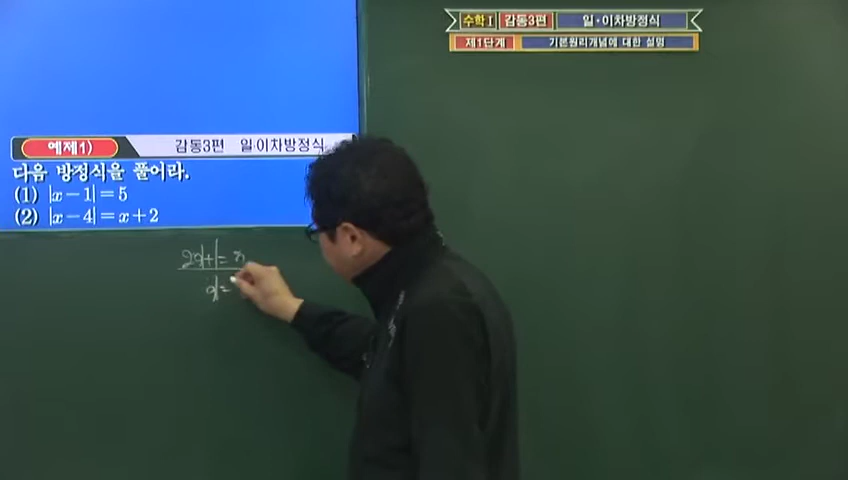 수학Ⅰ 감동3편 일·이차방정식
제1단계 기본원리개념에 대한 설명
예제1) 감동3편 일·이차방정식
다음 방정식을 풀어라.
(1) |x-1|=5
(2) |x-4|=x+2